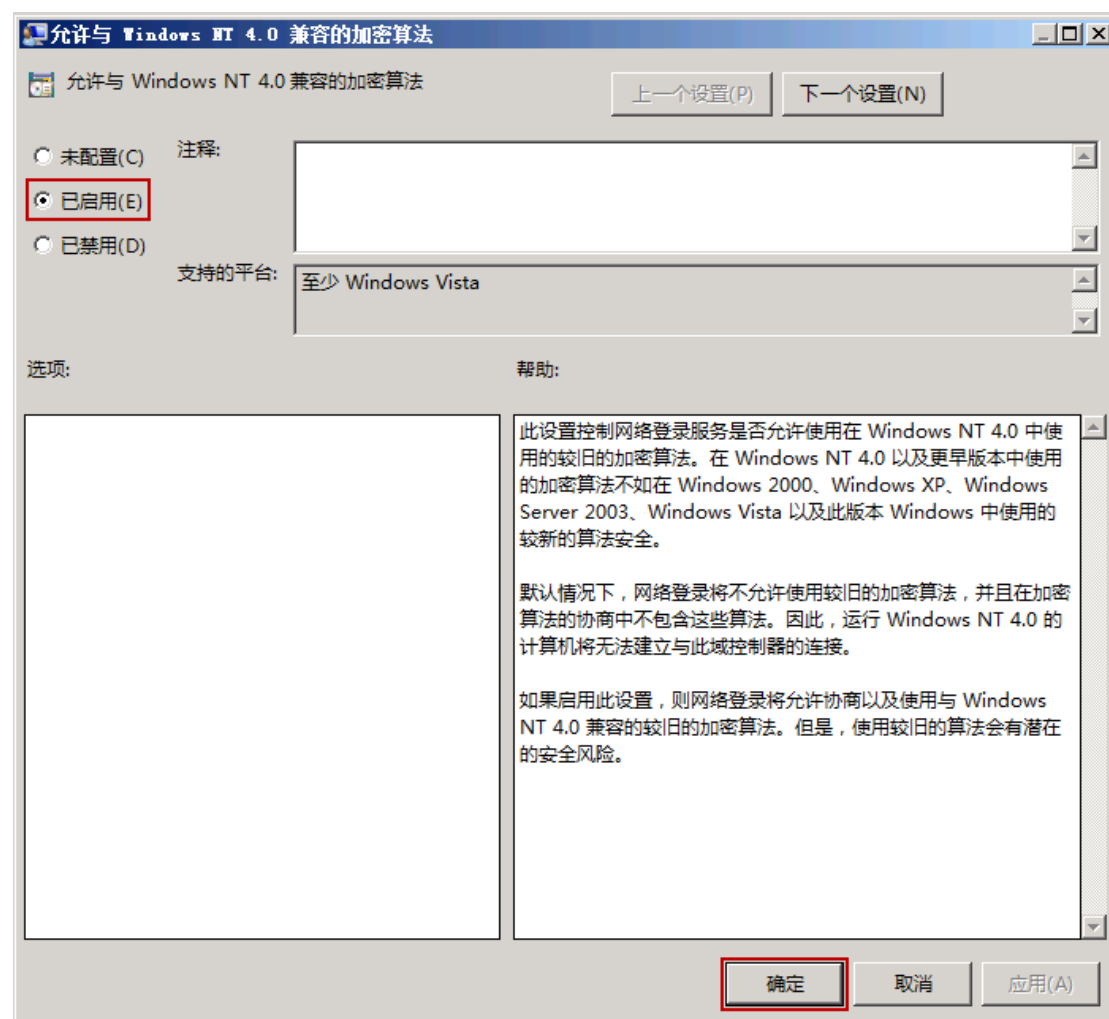 允许与 Windows NT 4.0 兼容的加密算法
允许与 Windows NT 4.0 兼容的加密算法
上一个设置(P)
下一个设置(N)
未配置(C)
注释:
已启用(E)
已禁用(D)
支持的平台:
至少 Windows Vista
选项:
帮助:
此设置控制网络登录服务是否允许使用在 Windows NT 4.0 中使
用的较旧的加密算法。在 Windows NT 4.0 以及更早版本中使用
的加密算法不如在 Windows 2000、Windows XP、Windows
Server 2003、Windows Vista 以及此版本 Windows 中使用的
较新的算法安全。
默认情况下，网络登录将不允许使用较旧的加密算法，并且在加密
算法的协商中不包含这些算法。因此，运行 Windows NT 4.0 的
计算机将无法建立与此域控制器的连接。
如果启用此设置，则网络登录将允许协商以及使用与 Windows
NT 4.0 兼容的较旧的加密算法。但是，使用较旧的算法会有潜在
的安全风险。
确定
取消
应用(A)